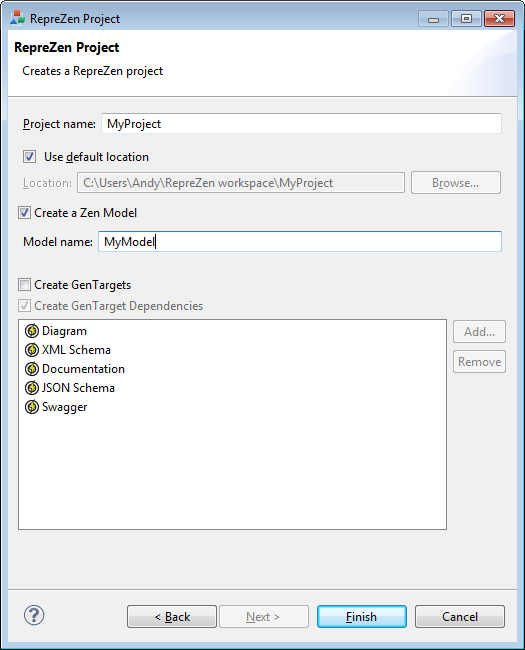 RepreZen Project
RepreZen Project
Creates a RepreZen project
Project name: MyProject
Use default location
Location: C:\Users\Andy\RepreZen workspace\MyProject Browse...
Create a Zen Model
Model name: MyModel
Create GenTargets
Create GenTarget Dependencies
Diagram
XML Schema
Documentation
JSON Schema
Swagger
Add...
Remove
? < Back Next > Finish Cancel